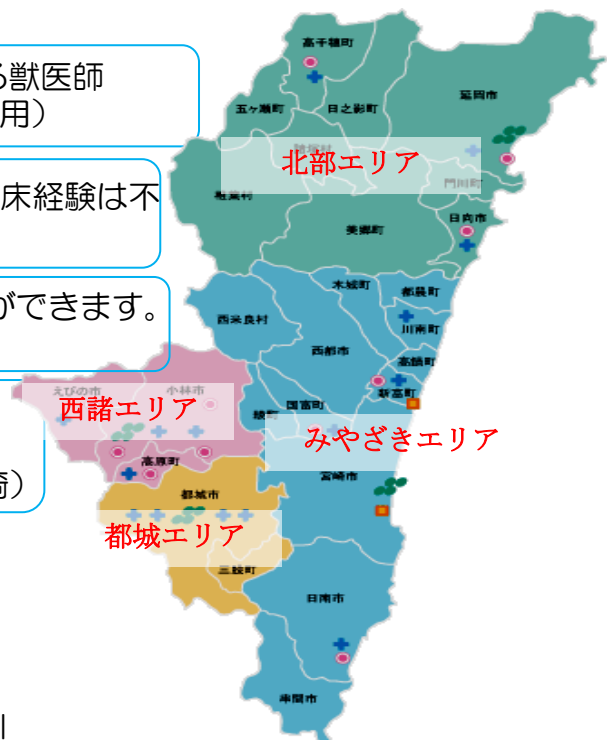 る獣医師
用）
床経験は不
ができます。
崎）
高千穂町
延岡市
五ヶ瀬町
日之影町
北部エリア
門川町
椎葉村
日向市
美郷町
木城町
都農町
西米良村
川南町
西都市
高鍋町
えびの市
小林市
新富町
西諸エリア
国富町
綾町
みやざきエリア
高原町
宮崎市
都城市
都城エリア
三股町
日南市
串間市